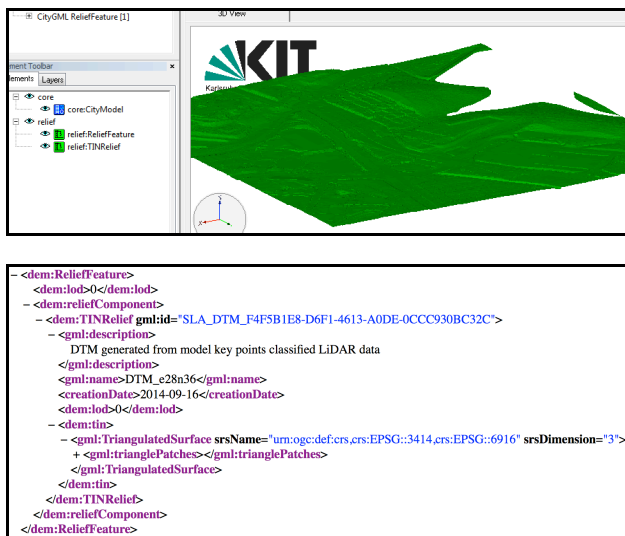 CityGML ReliefFeature [1]
3D View
ment Toolbar
lements Layers
core
core:CityModel
relief
relief:ReliefFeature
relief:TINRelief
KIT
Karlsruhe
− <dem:ReliefFeature>
<dem:lod>0</dem:lod>
− <dem:reliefComponent>
− <dem:TINRelief gml:id="SLA_DTM_F4F5B1E8-D6F1-4613-A0DE-0CCC930BC32C">
− <gml:description>
DTM generated from model key points classified LiDAR data
</gml:description>
<gml:name>DTM_e28n36</gml:name>
<creationDate>2014-09-16</creationDate>
<dem:lod>0</dem:lod>
− <dem:tin>
− <gml:TriangulatedSurface srsName="urn:ogc:def:crs,crs:EPSG::3414,crs:EPSG::6916" srsDimension="3">
+ <gml:trianglePatches></gml:trianglePatches>
</gml:TriangulatedSurface>
</dem:tin>
</dem:TINRelief>
</dem:reliefComponent>
</dem:ReliefFeature>